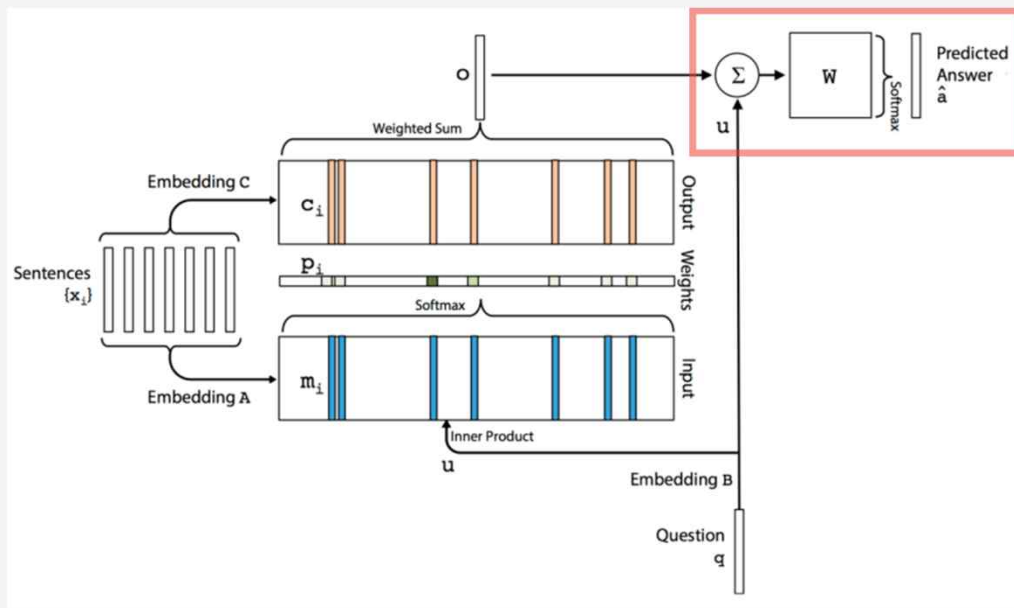 o
Σ
W
Softmax
Predicted
Answer
â
u
Weighted Sum
Embedding C
cᵢ
Output
Sentences
{xᵢ}
pᵢ
Weights
Softmax
mᵢ
Input
Embedding A
Inner Product
u
Embedding B
Question
q